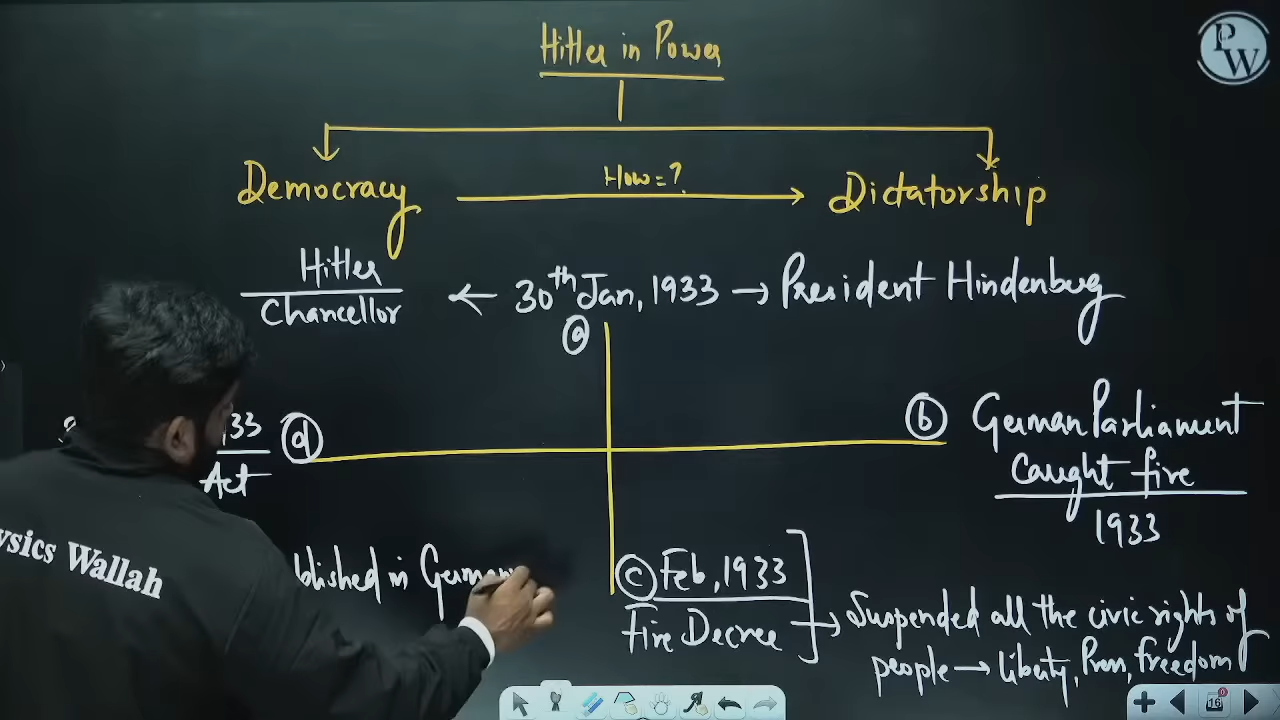 Hitler in Power
PW
Democracy
How=?
Dictatorship
Hitler
Chancellor
← 30th Jan, 1933 → President Hindenburg
a
33
Act
d
b
German Parliament
Caught fire
1933
blished in Germany
c Feb, 1933
Fire Decree
→ Suspended all the civic rights of
people → liberty, Press, freedom
ysics Wallah
16